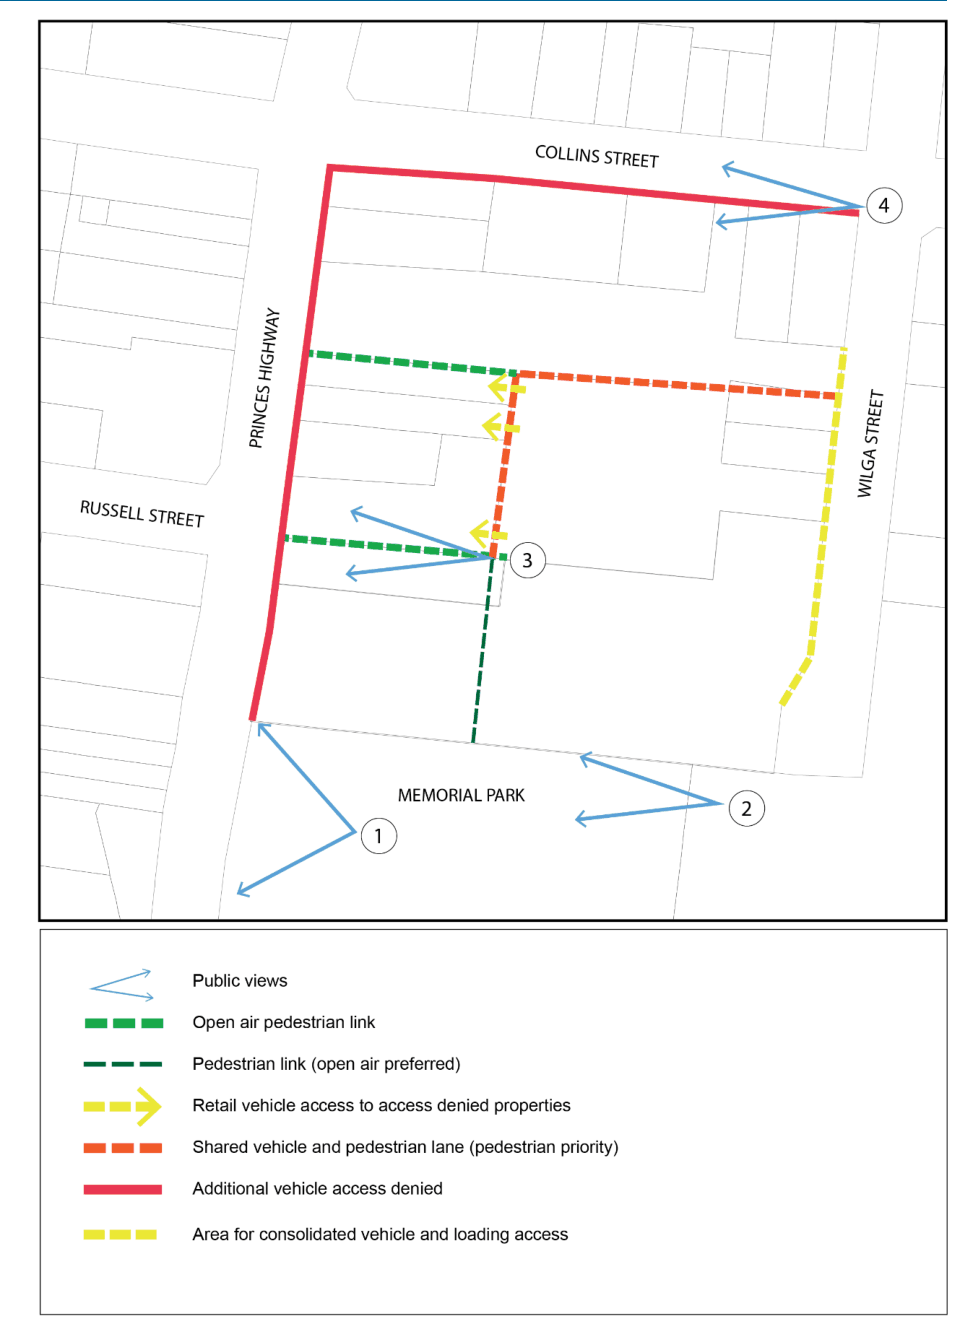 COLLINS STREET
4
PRINCES HIGHWAY
WILGA STREET
RUSSELL STREET
3
MEMORIAL PARK
2
1
Public views
Open air pedestrian link
Pedestrian link (open air preferred)
Retail vehicle access to access denied properties
Shared vehicle and pedestrian lane (pedestrian priority)
Additional vehicle access denied
Area for consolidated vehicle and loading access